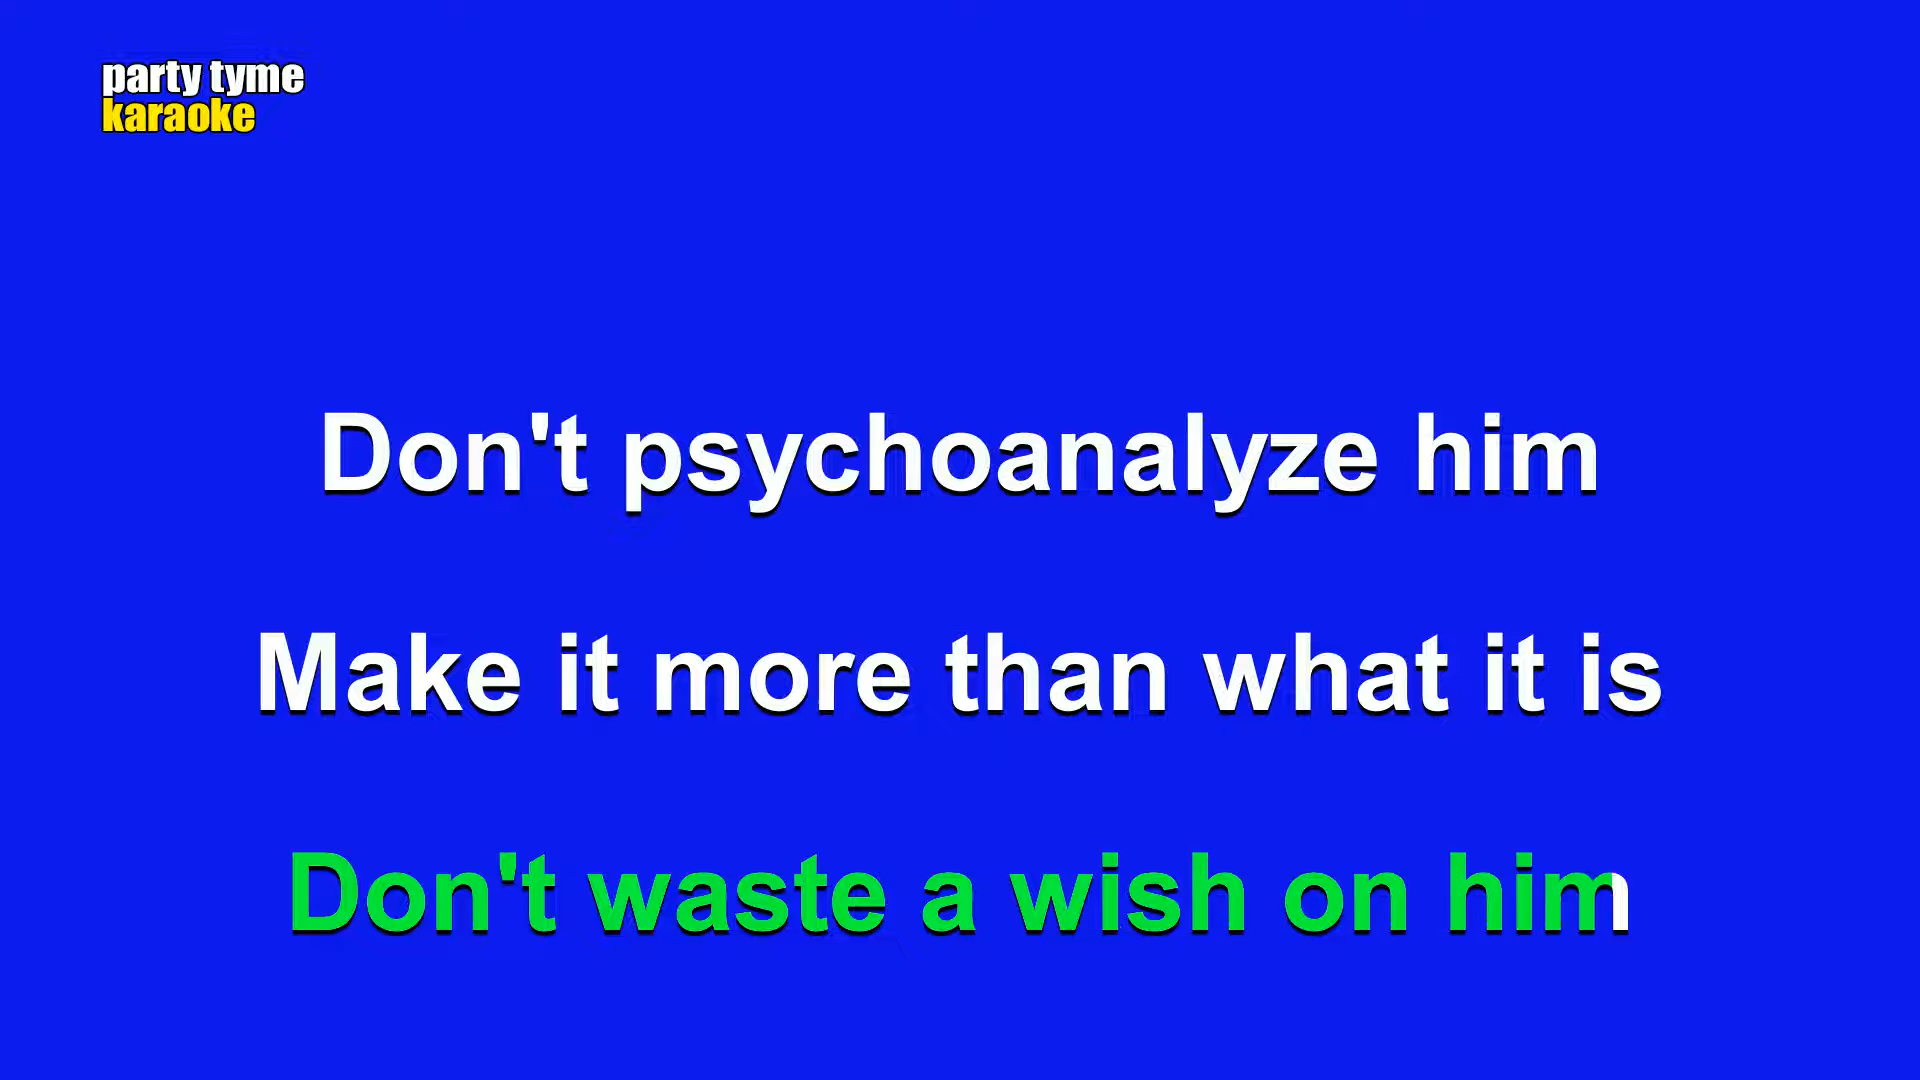 party tyme
karaoke
Don't psychoanalyze him
Make it more than what it is
Don't waste a wish on him